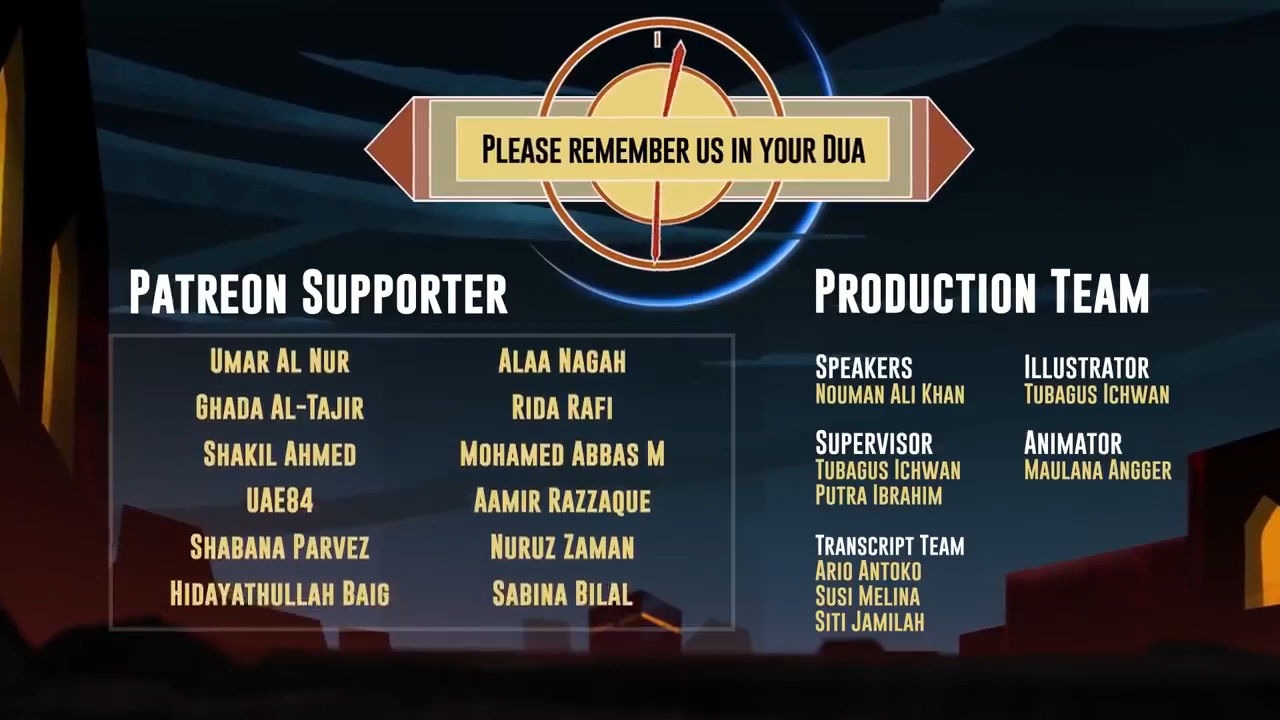 Please remember us in your Dua
Patreon Supporter
Umar Al Nur
Alaa Nagah
Ghada Al-Tajir
Rida Rafi
Shakil Ahmed
Mohamed Abbas M
UAE84
Aamir Razzaque
Shabana Parvez
Nuruz Zaman
Hidayathullah Baig
Sabina Bilal
Production Team
Speakers
Nouman Ali Khan
Illustrator
Tubagus Ichwan
Supervisor
Tubagus Ichwan
Putra Ibrahim
Animator
Maulana Angger
Transcript Team
Ario Antoko
Susi Melina
Siti Jamilah